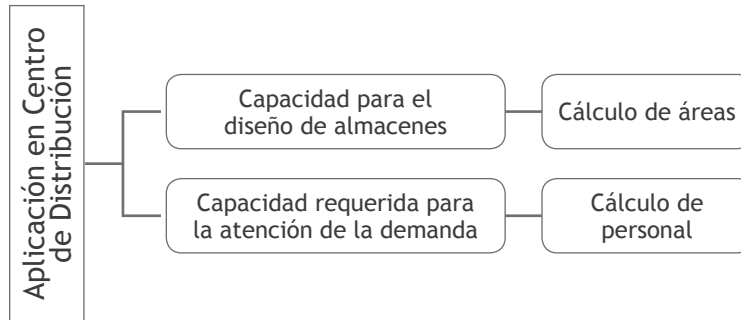 Aplicación en Centro
de Distribución
Capacidad para el
diseño de almacenes
Cálculo de áreas
Capacidad requerida para
la atención de la demanda
Cálculo de
personal